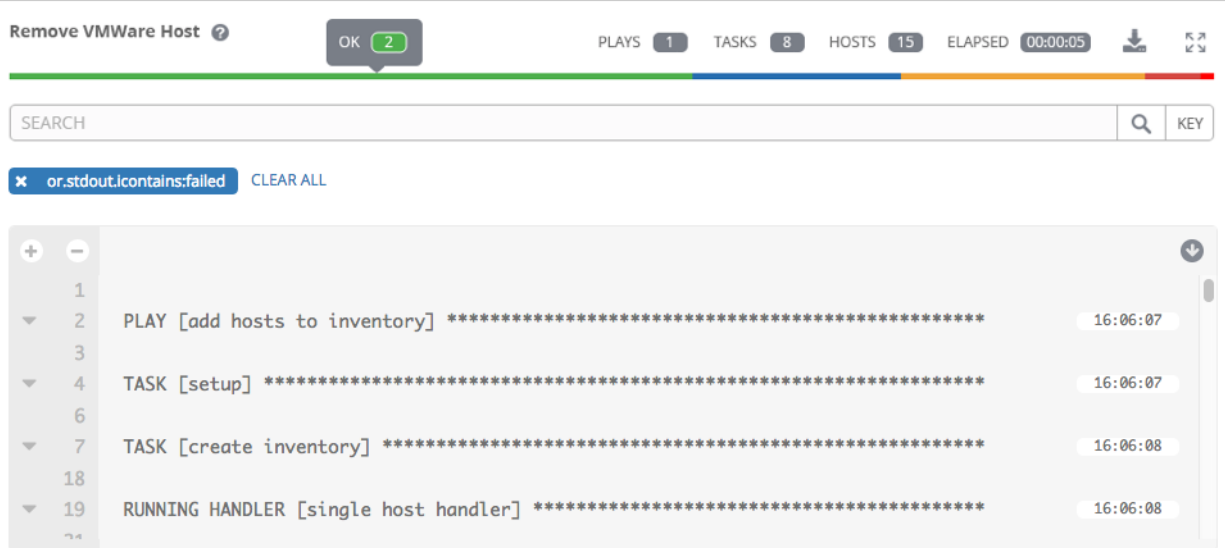 Remove VMWare Host ?
OK 2
PLAYS 1 TASKS 8 HOSTS 15 ELAPSED 00:00:05
SEARCH KEY
× or.stdout.icontains:failed CLEAR ALL
+ −
1
2 PLAY [add hosts to inventory] ************************************************** 16:06:07
3
4 TASK [setup] ******************************************************************* 16:06:07
6
7 TASK [create inventory] ******************************************************** 16:06:08
18
19 RUNNING HANDLER [single host handler] ****************************************** 16:06:08